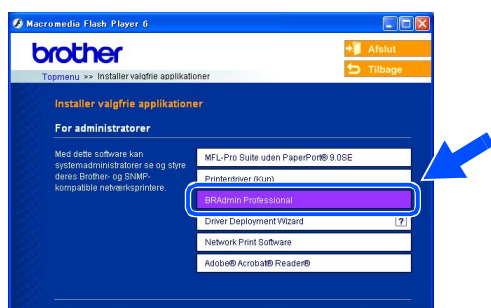 Macromedia Flash Player 6
brother
Afslut
Tilbage
Topmenu >> Installer valgfrie applikationer
Installer valgfrie applikationer
For administratorer
Med dette software kan
systemadministratorer se og styre
deres Brother- og SNMP-
kompatible netværksprintere.
MFL-Pro Suite uden PaperPort® 9.0SE
Printerdriver (Kun)
BRAdmin Professional
Driver Deployment Wizard
?
Network Print Software
Adobe® Acrobat® Reader®